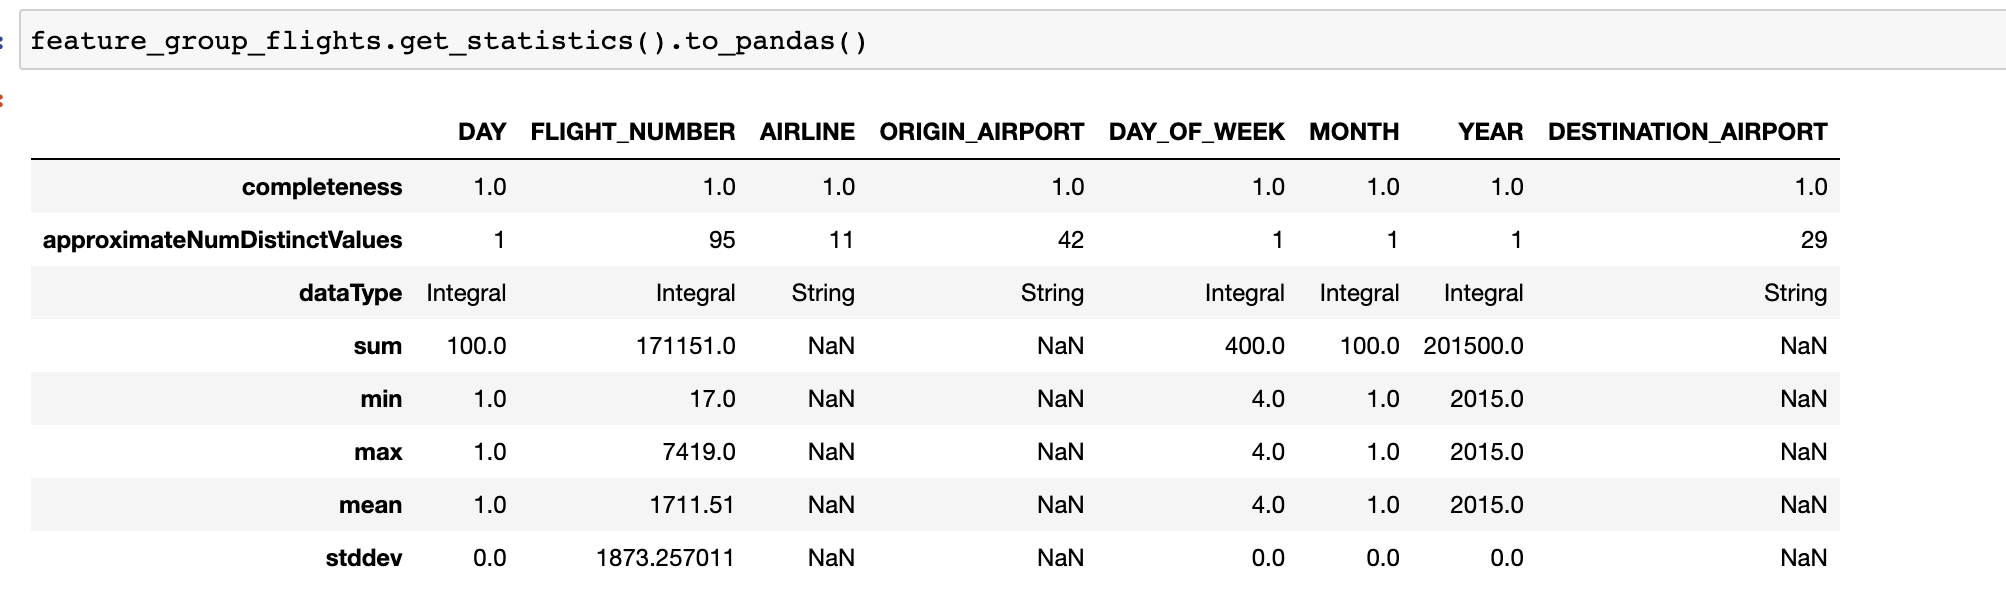 feature_group_flights.get_statistics().to_pandas()
DAY FLIGHT_NUMBER AIRLINE ORIGIN_AIRPORT DAY_OF_WEEK MONTH YEAR DESTINATION_AIRPORT
completeness 1.0 1.0 1.0 1.0 1.0 1.0 1.0 1.0
approximateNumDistinctValues 1 95 11 42 1 1 1 29
dataType Integral Integral String String Integral Integral Integral String
sum 100.0 171151.0 NaN NaN 400.0 100.0 201500.0 NaN
min 1.0 17.0 NaN NaN 4.0 1.0 2015.0 NaN
max 1.0 7419.0 NaN NaN 4.0 1.0 2015.0 NaN
mean 1.0 1711.51 NaN NaN 4.0 1.0 2015.0 NaN
stddev 0.0 1873.257011 NaN NaN 0.0 0.0 0.0 NaN